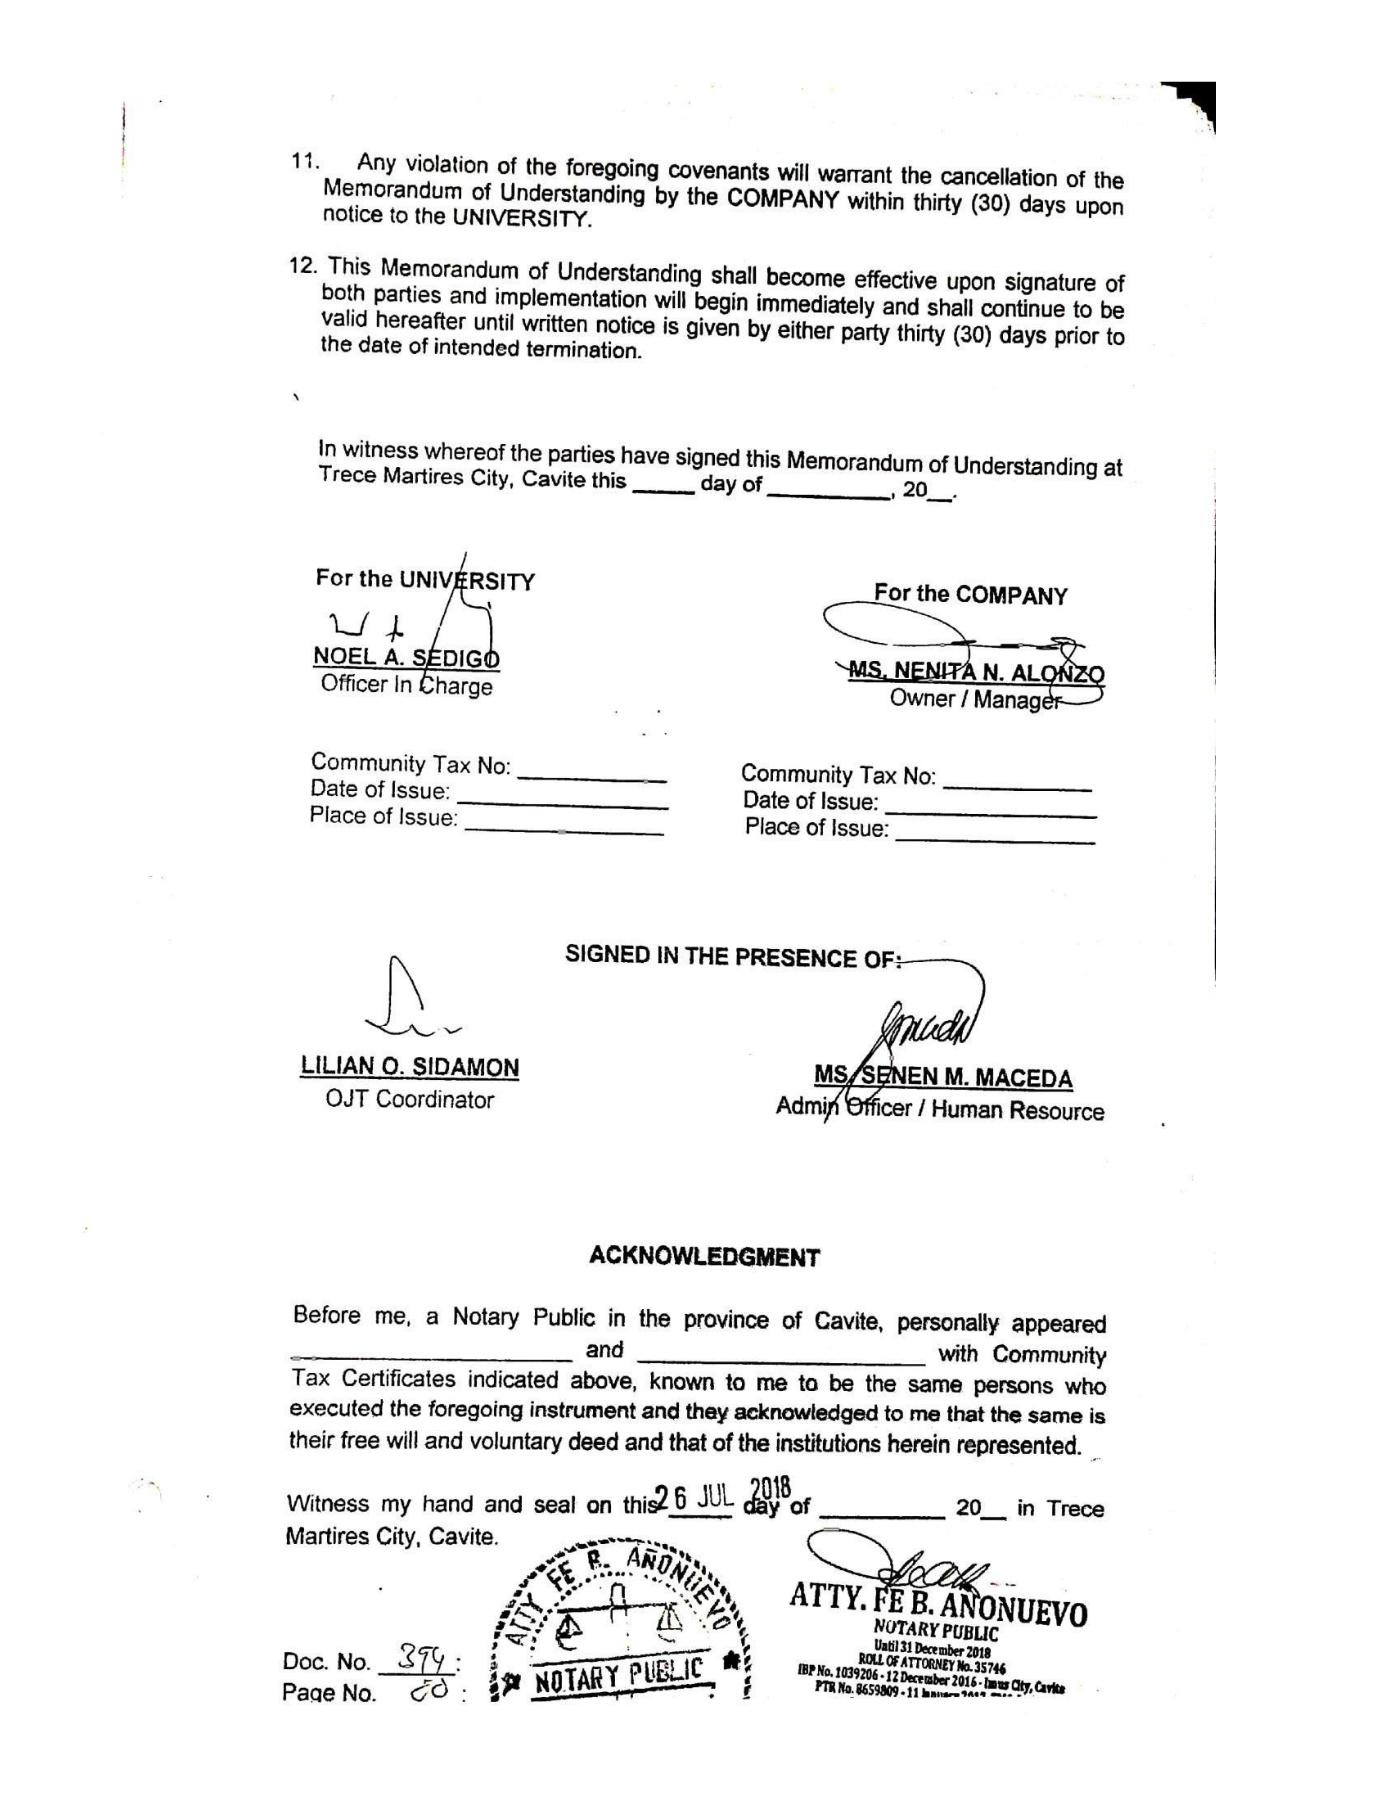 11. Any violation of the foregoing covenants will warrant the cancellation of the
Memorandum of Understanding by the COMPANY within thirty (30) days upon
notice to the UNIVERSITY.
12. This Memorandum of Understanding shall become effective upon signature of
both parties and implementation will begin immediately and shall continue to be
valid hereafter until written notice is given by either party thirty (30) days prior to
the date of intended termination.
In witness whereof the parties have signed this Memorandum of Understanding at
Trece Martires City, Cavite this _____ day of __________, 20__.
For the UNIVERSITY
For the COMPANY
NOEL A. SEDIGO
Officer In Charge
MS. NENITA N. ALONZO
Owner / Manager
Community Tax No: ____________
Date of Issue: _________________
Place of Issue: ________________
Community Tax No: ____________
Date of Issue: _________________
Place of Issue: ________________
SIGNED IN THE PRESENCE OF:
LILIAN O. SIDAMON
OJT Coordinator
MS. SENEN M. MACEDA
Admin Officer / Human Resource
ACKNOWLEDGMENT
Before me, a Notary Public in the province of Cavite, personally appeared
_______________________ and _______________________ with Community
Tax Certificates indicated above, known to me to be the same persons who
executed the foregoing instrument and they acknowledged to me that the same is
their free will and voluntary deed and that of the institutions herein represented.
Witness my hand and seal on this 26 JUL 2018 day of __________ 20__ in Trece
Martires City, Cavite.
ATTY FE B. AÑONUEVO
NOTARY PUBLIC
ATTY. FE B. AÑONUEVO
NOTARY PUBLIC
Until 31 December 2018
ROLL OF ATTORNEY No. 35746
IBP No. 1039206 - 12 December 2016 - Imus City, Cavite
PTR No. 8659809 - 11
Doc. No. 394 :
Page No. 80 :